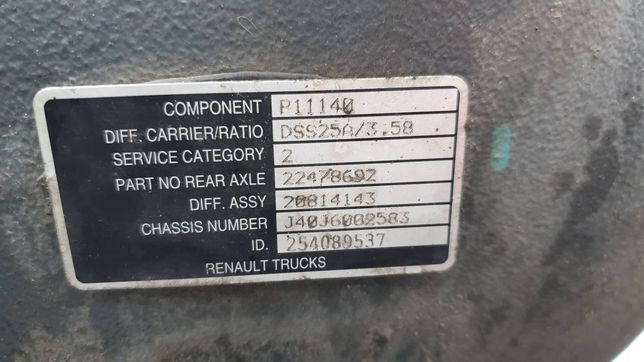 COMPONENT P11140
DIFF. CARRIER/RATIO DSS25A/3.58
SERVICE CATEGORY 2
PART NO REAR AXLE 22478692
DIFF. ASSY 20814143
CHASSIS NUMBER J40J6002583
ID. 254089537
RENAULT TRUCKS